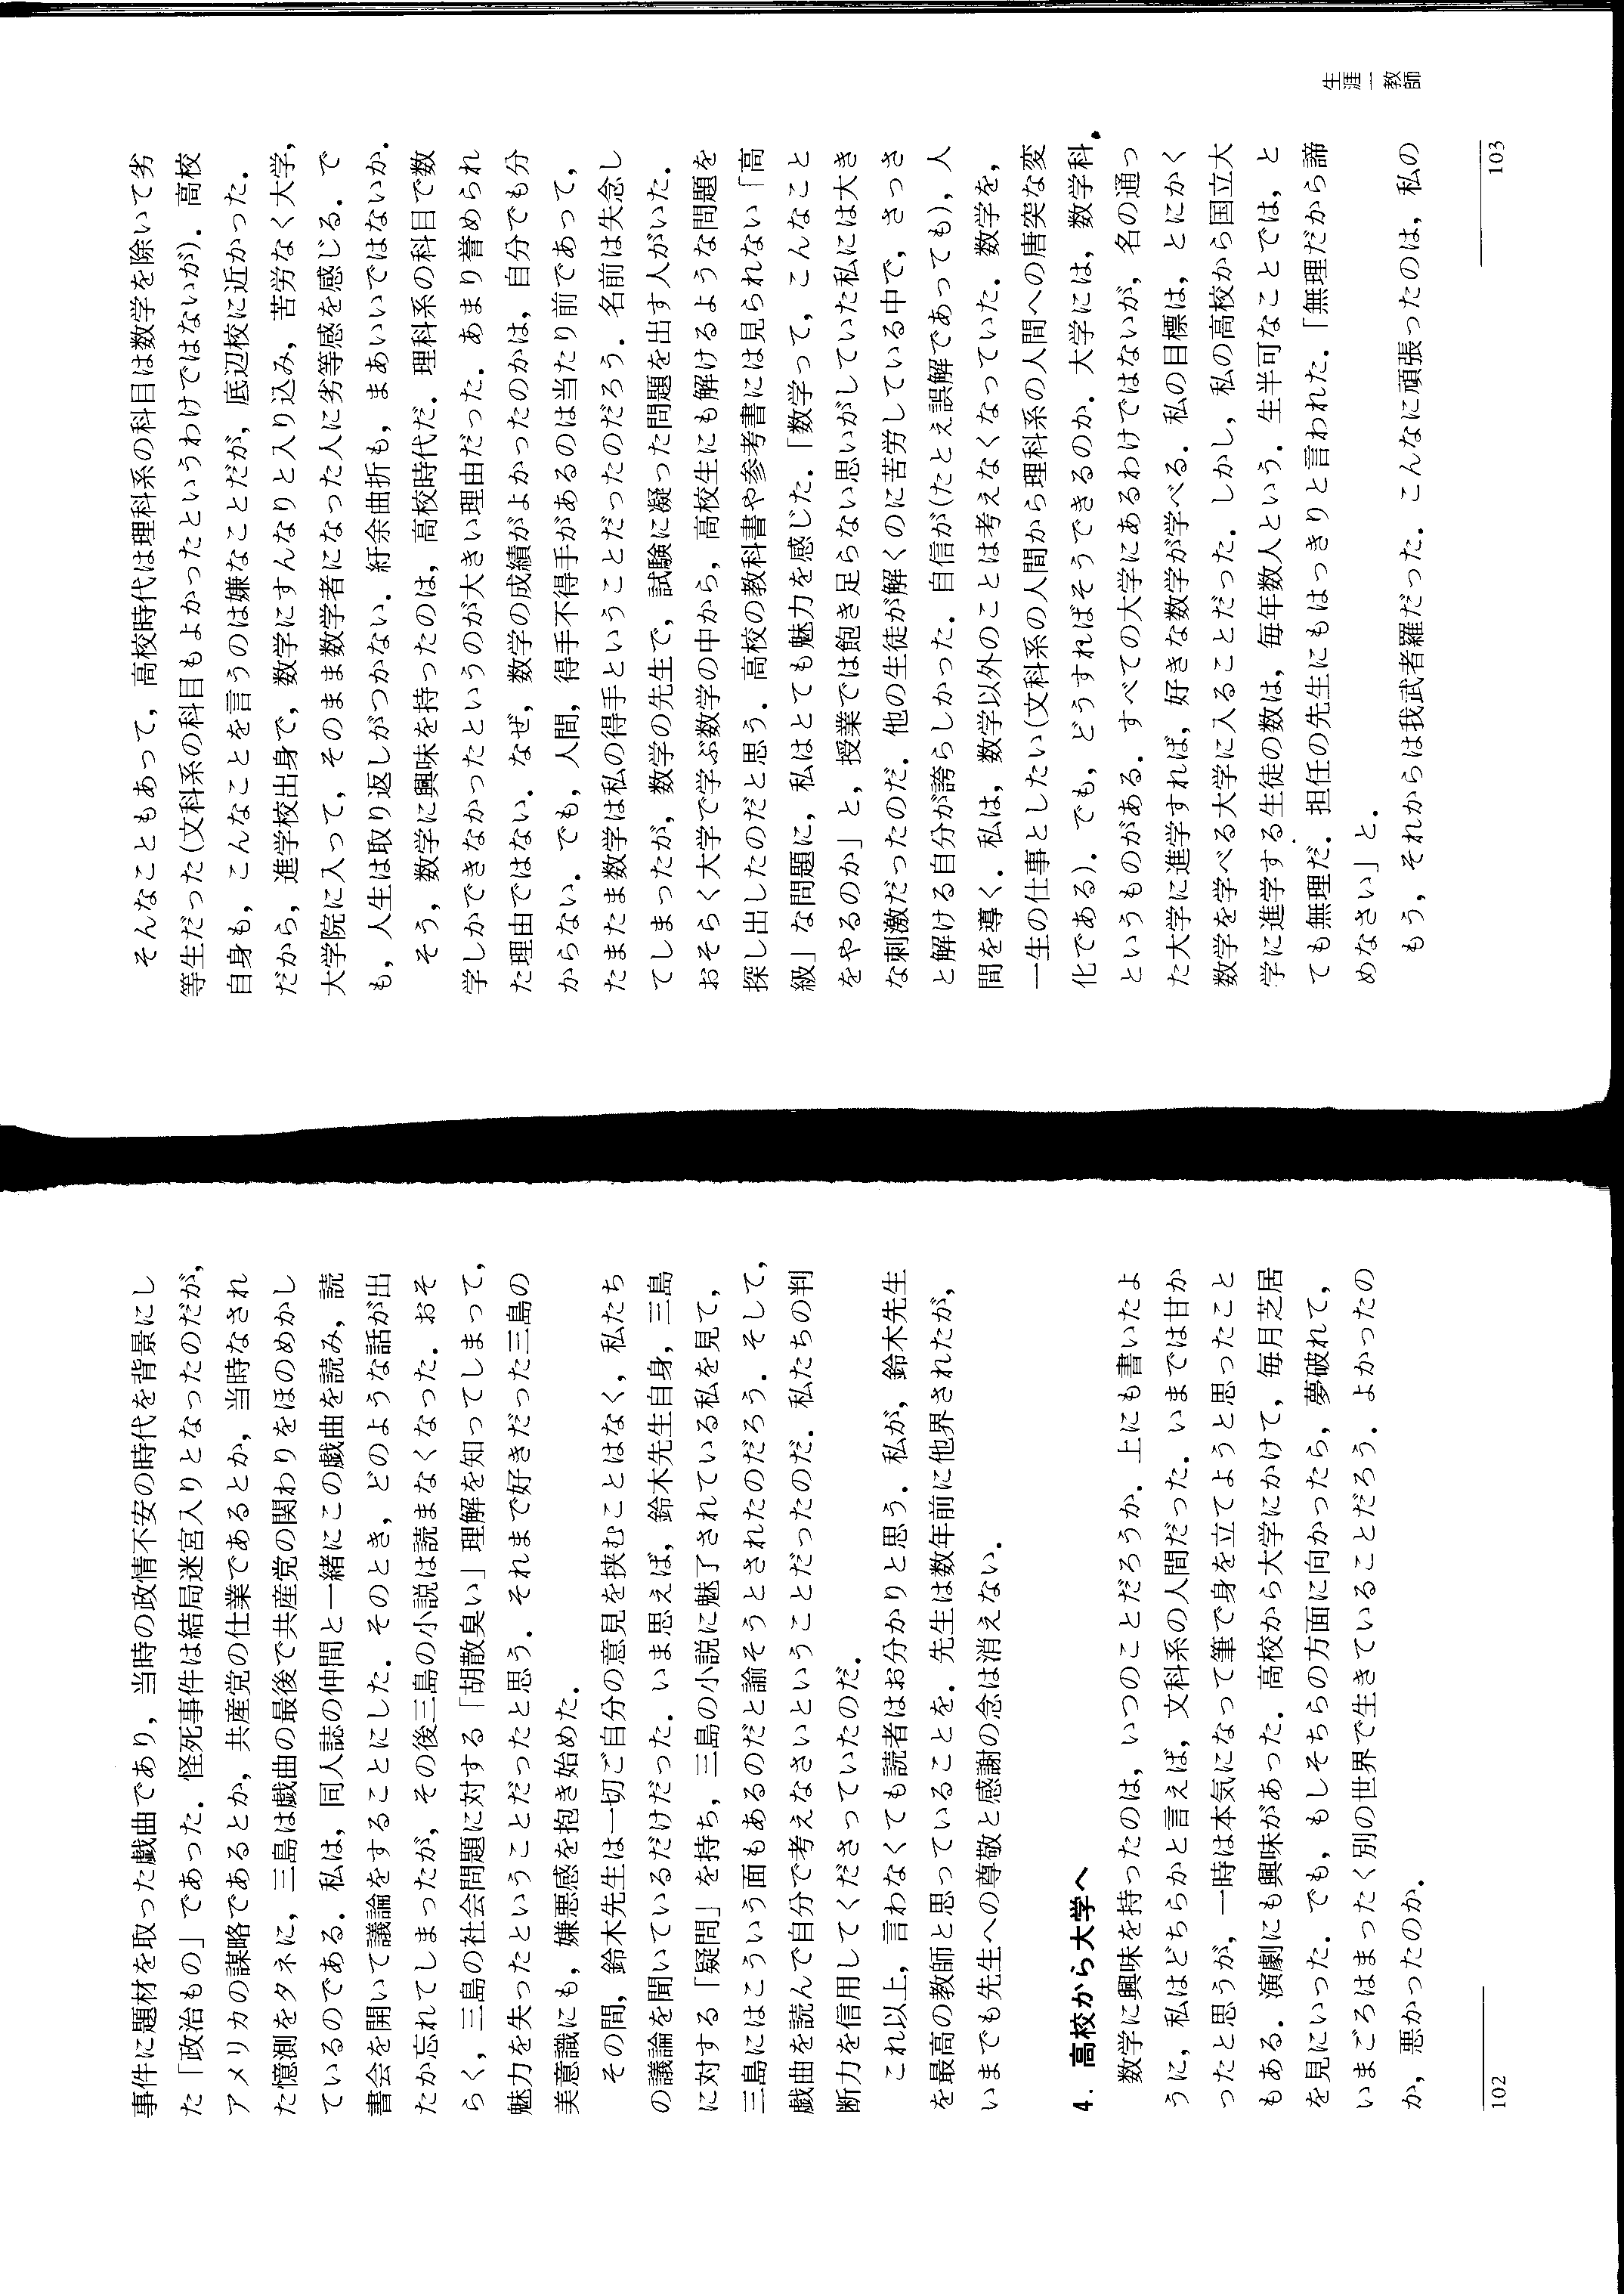 事件に題材を取った戯曲であり，当時の政情不安の時代を背景にし
た「政治もの」であった．怪死事件は結局迷宮入りとなったのだが，
アメリカの謀略であるとか，共産党の仕業であるとか，当時なされ
た憶測をタネに，三島は戯曲の最後で共産党の関わりをほのめかし
ているのである．私は，同人誌の仲間と一緒にこの戯曲を読み，読
書会を開いて議論をすることにした．そのとき，どのような話が出
たか忘れてしまったが，その後三島の小説は読まなくなった．おそ
らく，三島の社会問題に対する「胡散臭い」理解を知ってしまって，
魅力を失ったということだったと思う．それまで好きだった三島の
美意識にも，嫌悪感を抱き始めた．
その間，鈴木先生は一切ご自分の意見を挟むことはなく，私たち
の議論を聞いているだけだった．いま思えば，鈴木先生自身，三島
に対する「疑問」を持ち，三島の小説に魅了されている私を見て，
三島にはこういう面もあるのだと諭そうとされたのだろう．そして，
戯曲を読んで自分で考えなさいということだったのだ．私たちの判
断力を信用してくださっていたのだ．
これ以上，言わなくても読者はお分かりと思う．私が，鈴木先生
を最高の教師と思っていることを．先生は数年前に他界されたが，
いまでも先生への尊敬と感謝の念は消えない．
4．高校から大学へ
数学に興味を持ったのは，いつのことだろうか．上にも書いたよ
うに，私はどちらかと言えば，文科系の人間だった．いまでは甘か
ったと思うが，一時は本気になって筆で身を立てようと思ったこと
もある．演劇にも興味があった．高校から大学にかけて，毎月芝居
を見にいった．でも，もしそちらの方面に向かったら，夢破れて，
いまごろはまったく別の世界で生きていることだろう．よかったの
か，悪かったのか．
102
生涯一教師
そんなこともあって，高校時代は理科系の科目は数学を除いて劣
等生だった（文科系の科目もよかったというわけではないが）．高校
自身も，こんなことを言うのは嫌なことだが，底辺校に近かった．
だから，進学校出身で，数学にすんなりと入り込み，苦労なく大学，
大学院に入って，そのまま数学者になった人に劣等感を感じる．で
も，人生は取り返しがつかない．紆余曲折も，まあいいではないか．
そう，数学に興味を持ったのは，高校時代だ．理科系の科目で数
学しかできなかったというのが大きい理由だった．あまり誉められ
た理由ではない．なぜ，数学の成績がよかったのかは，自分でも分
からない．でも，人間，得手不得手があるのは当たり前であって，
たまたま数学は私の得手ということだったのだろう．名前は失念し
てしまったが，数学の先生で，試験に凝った問題を出す人がいた．
おそらく大学で学ぶ数学の中から，高校生にも解けるような問題を
探し出したのだと思う．高校の教科書や参考書には見られない「高
級」な問題に，私はとても魅力を感じた．「数学って，こんなこと
をやるのか」と，授業では飽き足らない思いがしていた私には大き
な刺激だったのだ．他の生徒が解くのに苦労している中で，さっさ
と解ける自分が誇らしかった．自信が（たとえ誤解であっても），人
間を導く．私は，数学以外のことは考えなくなっていた．数学を，
一生の仕事としたい（文科系の人間から理科系の人間への唐突な変
化である）．でも，どうすればそうできるのか．大学には，数学科．
というものがある．すべての大学にあるわけではないが，名の通っ
た大学に進学すれば，好きな数学が学べる．私の目標は，とにかく
数学を学べる大学に入ることだった．しかし，私の高校から国立大
学に進学する生徒の数は，毎年数人という．生半可なことでは，と
ても無理だ．担任の先生にもはっきりと言われた．「無理だから諦
めなさい」と．
もう，それからは我武者羅だった．こんなに頑張ったのは，私の
103